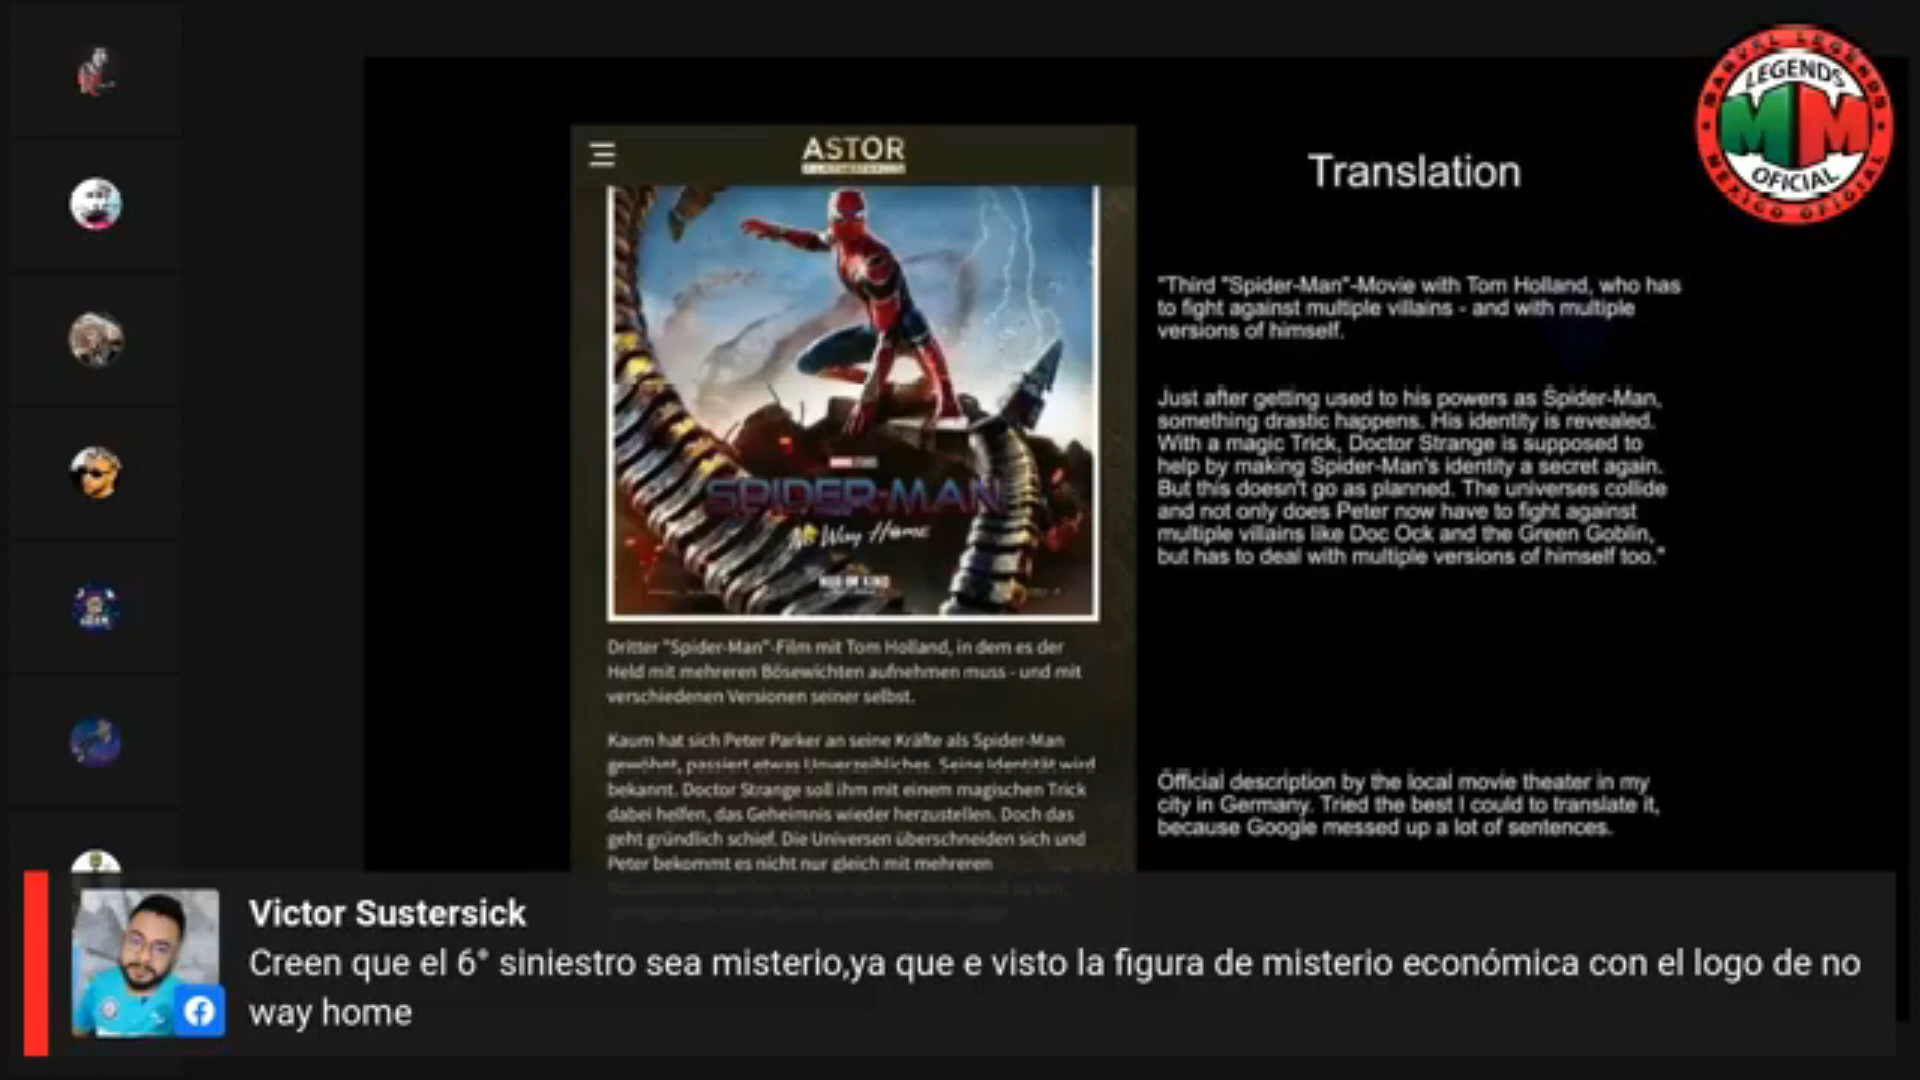 ASTOR
SPIDER-MAN
No Way Home
Dritter "Spider-Man"-Film mit Tom Holland, in dem es der
Held mit mehreren Bösewichten aufnehmen muss - und mit
verschiedenen Versionen seiner selbst.
Kaum hat sich Peter Parker an seine Kräfte als Spider-Man
gewöhnt, passiert etwas Unverzeihliches. Seine Identität wird
bekannt. Doctor Strange soll ihm mit einem magischen Trick
dabei helfen, das Geheimnis wieder herzustellen. Doch das
geht gründlich schief. Die Universen überschneiden sich und
Peter bekommt es nicht nur gleich mit mehreren
Translation
"Third "Spider-Man"-Movie with Tom Holland, who has
to fight against multiple villains - and with multiple
versions of himself.
Just after getting used to his powers as Spider-Man,
something drastic happens. His identity is revealed.
With a magic Trick, Doctor Strange is supposed to
help by making Spider-Man's identity a secret again.
But this doesn't go as planned. The universes collide
and not only does Peter now have to fight against
multiple villains like Doc Ock and the Green Goblin,
but has to deal with multiple versions of himself too."
Official description by the local movie theater in my
city in Germany. Tried the best I could to translate it,
because Google messed up a lot of sentences.
MARVEL LEGENDS
LEGENDS
MM
OFICIAL
MEXICO OFICIAL
Victor Sustersick
Creen que el 6° siniestro sea misterio,ya que e visto la figura de misterio económica con el logo de no
way home